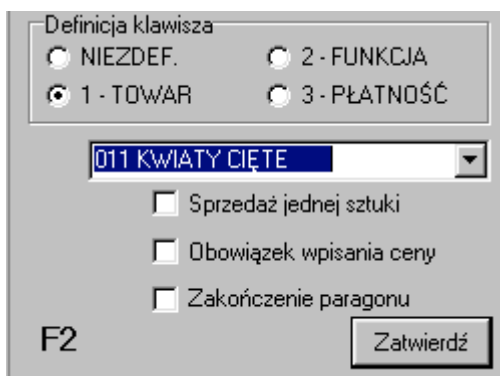 Definicja klawisza
NIEZDEF.
2 - FUNKCJA
1 - TOWAR
3 - PŁATNOŚĆ
011 KWIATY CIĘTE
Sprzedaż jednej sztuki
Obowiązek wpisania ceny
Zakończenie paragonu
F2
Zatwierdź